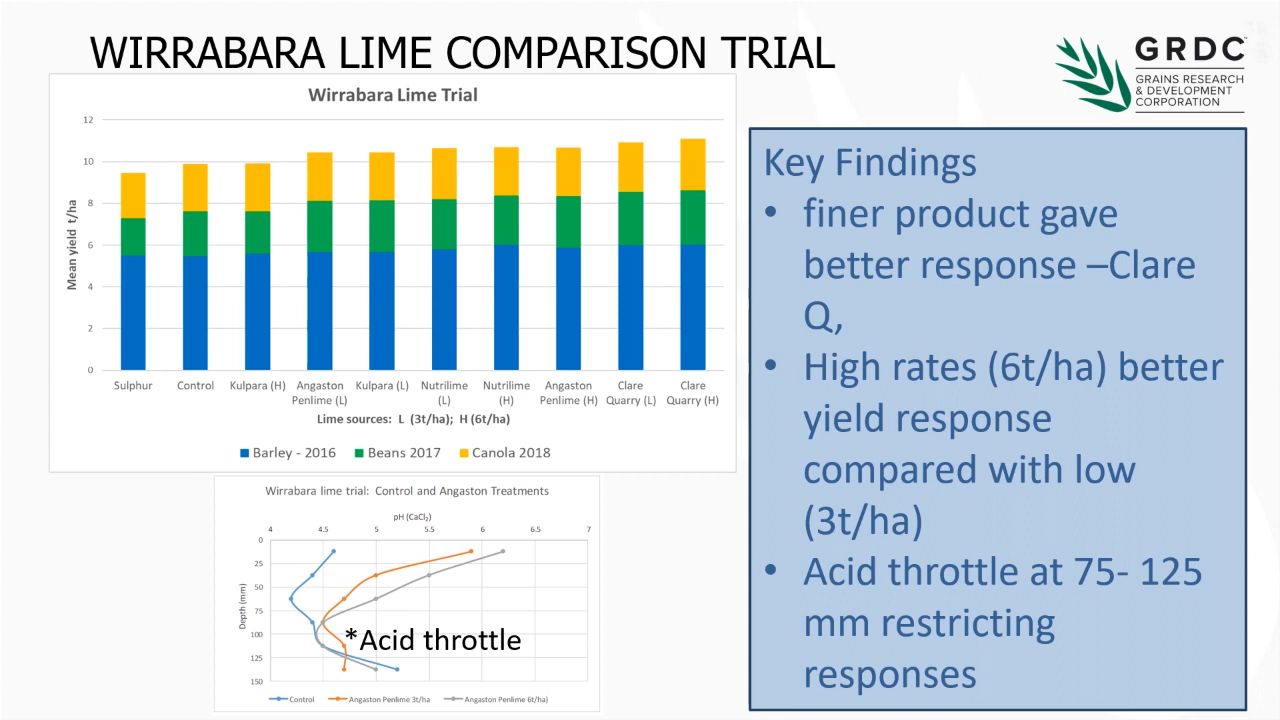 WIRRABARA LIME COMPARISON TRIAL
GRDC™
GRAINS RESEARCH
& DEVELOPMENT
CORPORATION
Wirrabara Lime Trial
12
10
8
6
4
2
0
Mean yield t/ha
Sulphur
Control
Kulpara (H)
Angaston
Penlime (L)
Kulpara (L)
Nutrilime
(L)
Nutrilime
(H)
Angaston
Penlime (H)
Clare
Quarry (L)
Clare
Quarry (H)
Lime sources: L (3t/ha); H (6t/ha)
Barley - 2016
Beans 2017
Canola 2018
Wirrabara lime trial: Control and Angaston Treatments
pH (CaCl₂)
4 4.5 5 5.5 6 6.5 7
0
25
50
75
100
125
150
Depth (mm)
*Acid throttle
Control
Angaston Penlime 3t/ha
Angaston Penlime 6t/ha)
Key Findings
• finer product gave
better response –Clare
Q,
• High rates (6t/ha) better
yield response
compared with low
(3t/ha)
• Acid throttle at 75- 125
mm restricting
responses